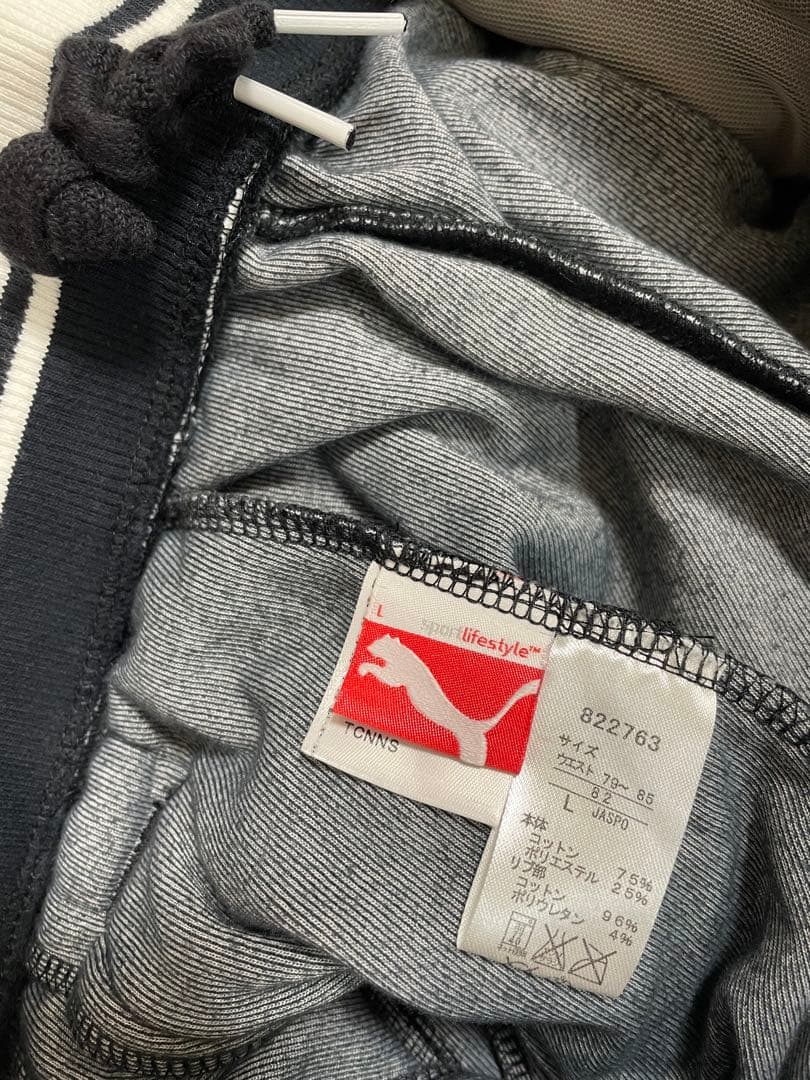 L
sportlifestyle™
TCNNS
822763
サイズ
ウエスト 79〜 85
82
L JASPO
本体
コットン 75%
ポリエステル 25%
リブ部
コットン 96%
ポリウレタン 4%
40